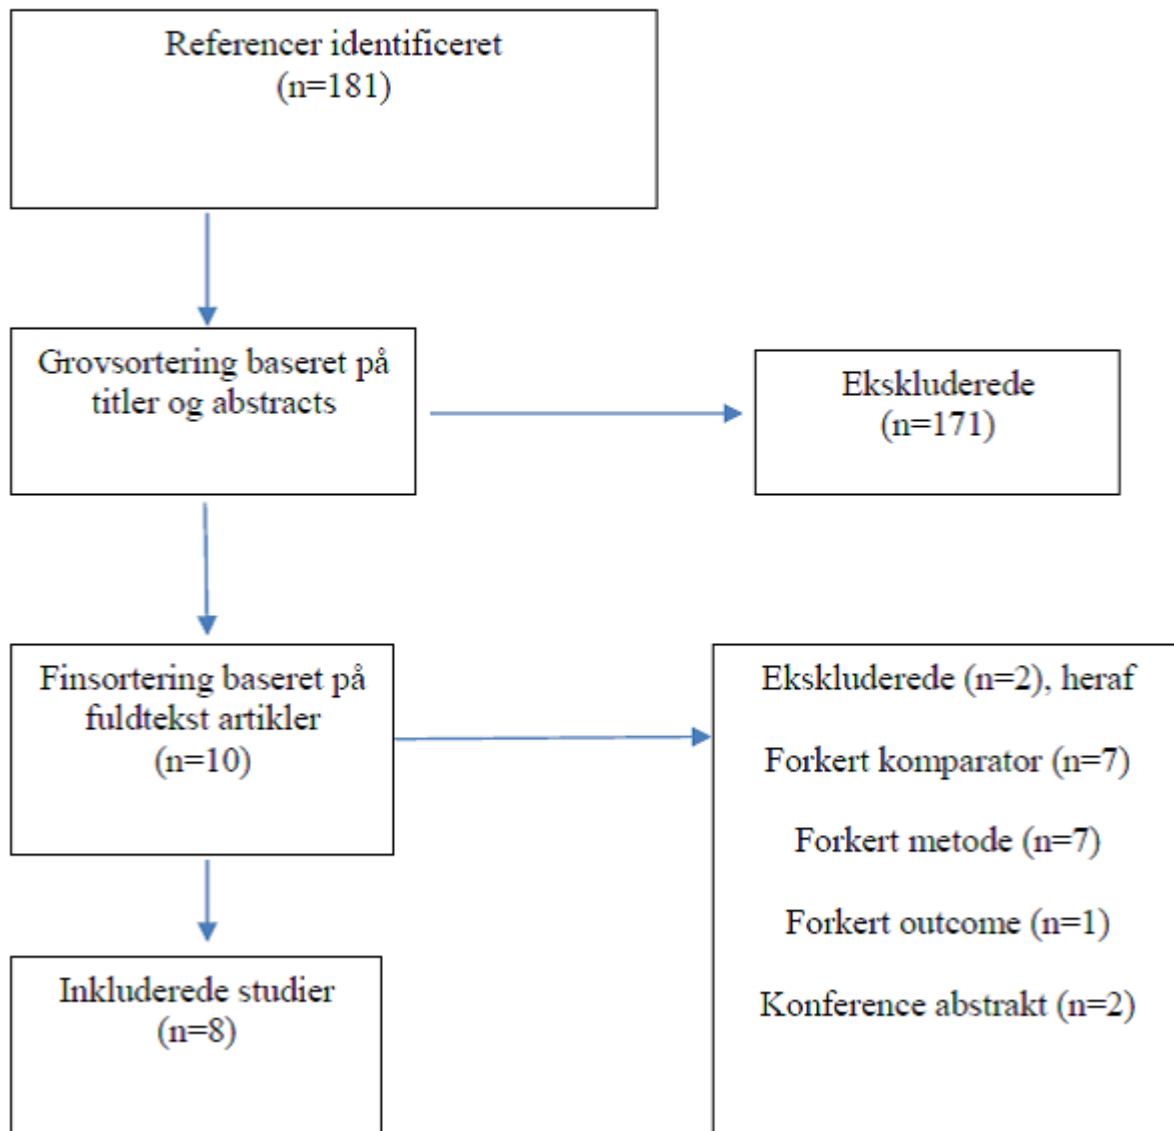 Referencer identificeret
(n=181)
Grovsortering baseret på
titler og abstracts
Ekskluderede
(n=171)
Finsortering baseret på
fuldtekst artikler
(n=10)
Ekskluderede (n=2), heraf
Forkert komparator (n=7)
Forkert metode (n=7)
Forkert outcome (n=1)
Konference abstrakt (n=2)
Inkluderede studier
(n=8)